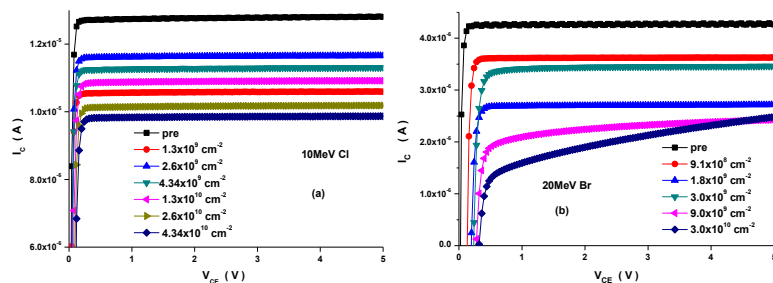 1.2x10⁻⁵
1.0x10⁻⁵
8.0x10⁻⁶
6.0x10⁻⁶
I_C (A)
pre
1.3x10⁹ cm⁻²
2.6x10⁹ cm⁻²
4.34x10⁹ cm⁻²
1.3x10¹⁰ cm⁻²
2.6x10¹⁰ cm⁻²
4.34x10¹⁰ cm⁻²
10MeV Cl
(a)
0 1 2 3 4 5
V_CE (V)
4.0x10⁻⁶
3.0x10⁻⁶
2.0x10⁻⁶
1.0x10⁻⁶
0.0
I_C (A)
20MeV Br
(b)
pre
9.1x10⁸ cm⁻²
1.8x10⁹ cm⁻²
3.0x10⁹ cm⁻²
9.0x10⁹ cm⁻²
3.0x10¹⁰ cm⁻²
0 1 2 3 4 5
V_CE (V)